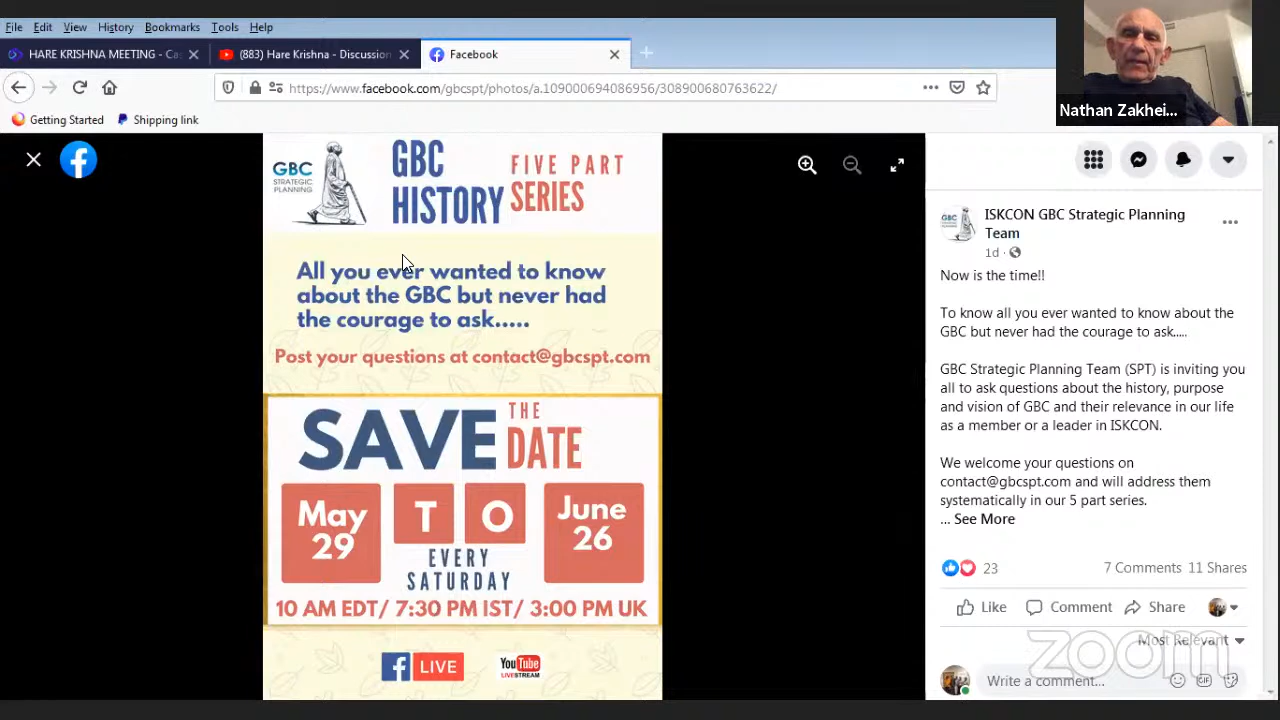 File Edit View History Bookmarks Tools Help
HARE KRISHNA MEETING - Ca
(883) Hare Krishna - Discussion
Facebook
https://www.facebook.com/gbcspt/photos/a.109000694086956/308900680763622/
Getting Started
Shipping link
Nathan Zakhei...
GBC
STRATEGIC
PLANNING
GBC
HISTORY
FIVE PART
SERIES
All you ever wanted to know
about the GBC but never had
the courage to ask.....
Post your questions at contact@gbcspt.com
SAVE
THE
DATE
May
29
T O
June
26
EVERY
SATURDAY
10 AM EDT/ 7:30 PM IST/ 3:00 PM UK
LIVE
YouTube
LIVESTREAM
ISKCON GBC Strategic Planning
Team
1d ·
Now is the time!!
To know all you ever wanted to know about the
GBC but never had the courage to ask.....
GBC Strategic Planning Team (SPT) is inviting you
all to ask questions about the history, purpose
and vision of GBC and their relevance in our life
as a member or a leader in ISKCON.
We welcome your questions on
contact@gbcspt.com and will address them
systematically in our 5 part series.
... See More
23
7 Comments 11 Shares
Like Comment Share
Most Relevant
zoom
Write a comment...
GIF